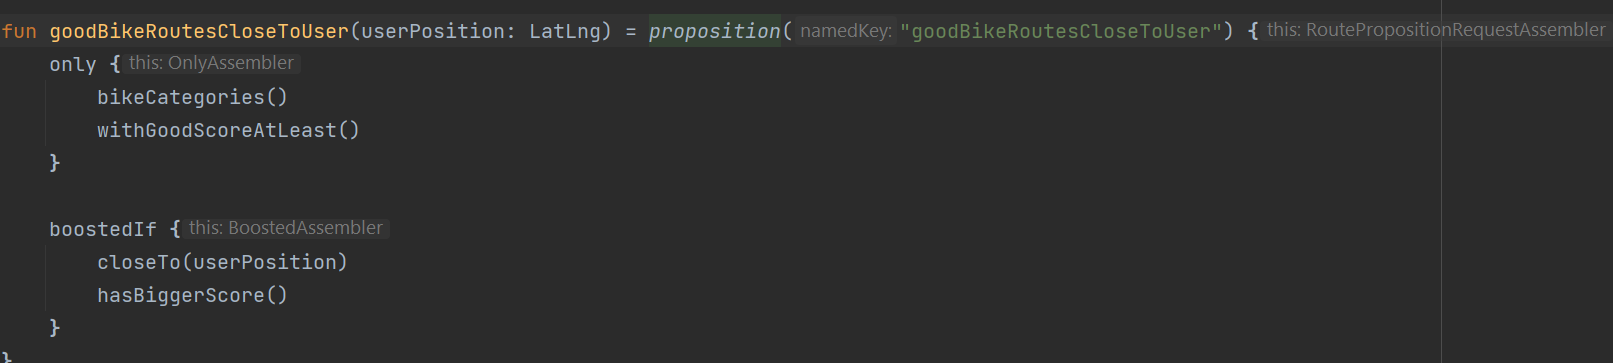 fun goodBikeRoutesCloseToUser(userPosition: LatLng) = proposition( namedKey: "goodBikeRoutesCloseToUser") { this: RoutePropositionRequestAssembler
only { this: OnlyAssembler
bikeCategories()
withGoodScoreAtLeast()
}
boostedIf { this: BoostedAssembler
closeTo(userPosition)
hasBiggerScore()
}
}